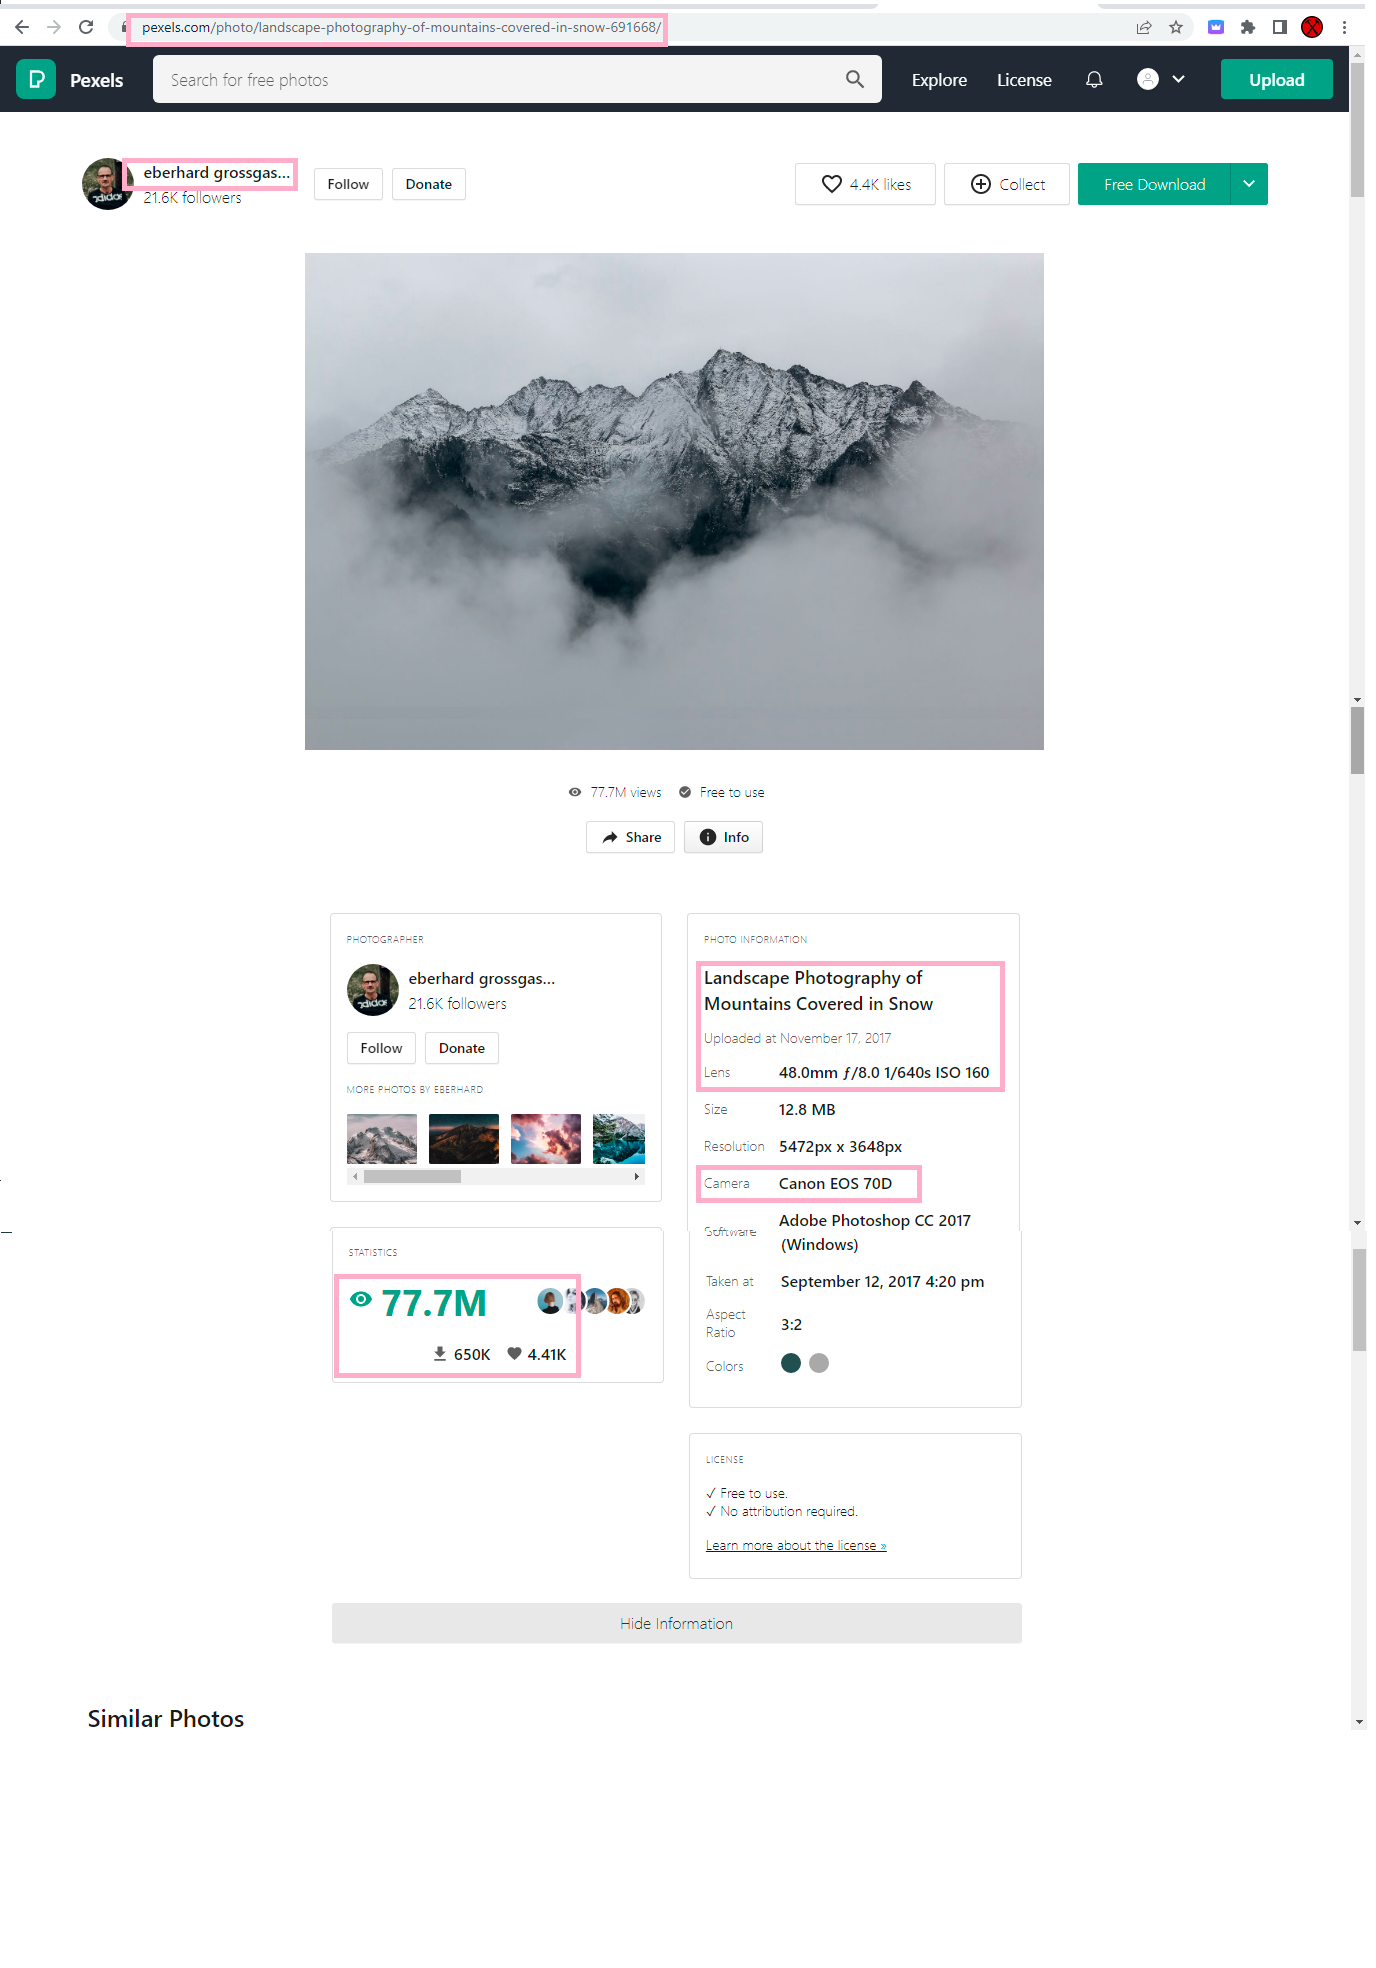 pexels.com/photo/landscape-photography-of-mountains-covered-in-snow-691668/
Pexels
Search for free photos
Explore
License
Upload
eberhard grossgas...
21.6K followers
Follow
Donate
4.4K likes
Collect
Free Download
77.7M views
Free to use
Share
Info
PHOTOGRAPHER
eberhard grossgas...
21.6K followers
Follow
Donate
MORE PHOTOS BY EBERHARD
STATISTICS
77.7M
650K
4.41K
PHOTO INFORMATION
Landscape Photography of
Mountains Covered in Snow
Uploaded at November 17, 2017
Lens 48.0mm ƒ/8.0 1/640s ISO 160
Size 12.8 MB
Resolution 5472px x 3648px
Camera Canon EOS 70D
Software Adobe Photoshop CC 2017
(Windows)
Taken at September 12, 2017 4:20 pm
Aspect
Ratio 3:2
Colors
LICENSE
✓ Free to use.
✓ No attribution required.
Learn more about the license »
Hide Information
Similar Photos